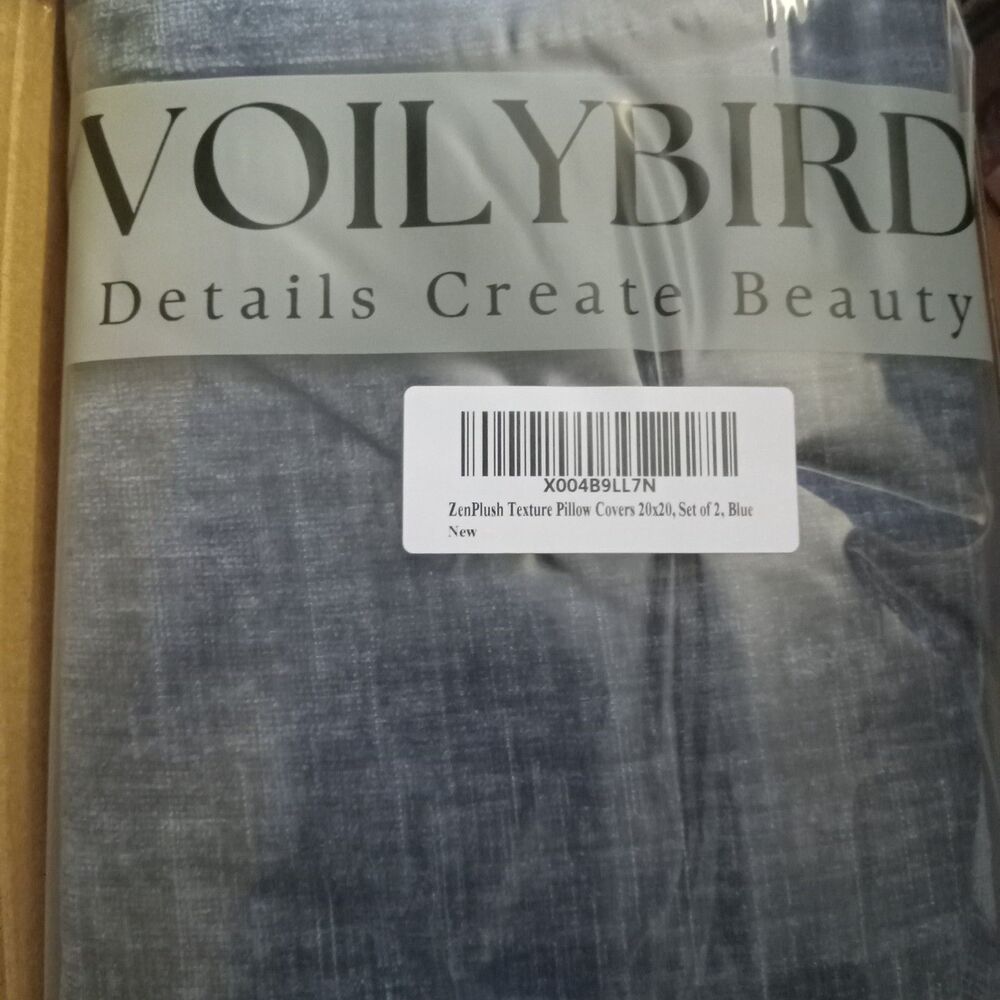 VOILYBIRD
Details Create Beauty
X004B9LL7N
ZenPlush Texture Pillow Covers 20x20, Set of 2, Blue
New